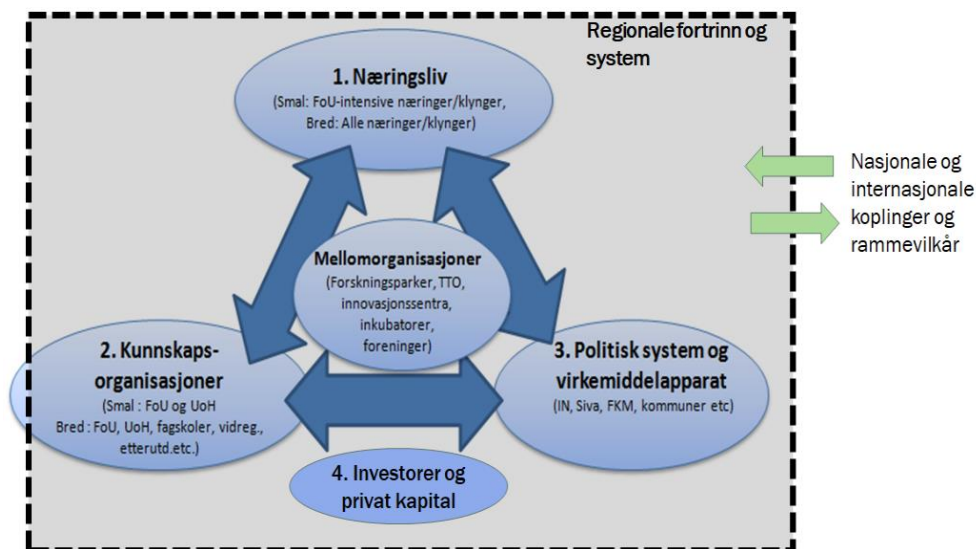 Regionale fortrinn og
system
1. Næringsliv
(Smal: FoU-intensive næringer/klynger,
Bred: Alle næringer/klynger)
Nasjonale og
internasjonale
koplinger og
rammevilkår
Mellomorganisasjoner
(Forskningsparker, TTO,
innovasjonssentra,
inkubatorer,
foreninger)
2. Kunnskaps-
organisasjoner
(Smal : FoU og UoH
Bred : FoU, UoH, fagskoler, vidreg.,
etterutd.etc.)
3. Politisk system og
virkemiddelapparat
(IN, Siva, FKM, kommuner etc)
4. Investorer og
privat kapital